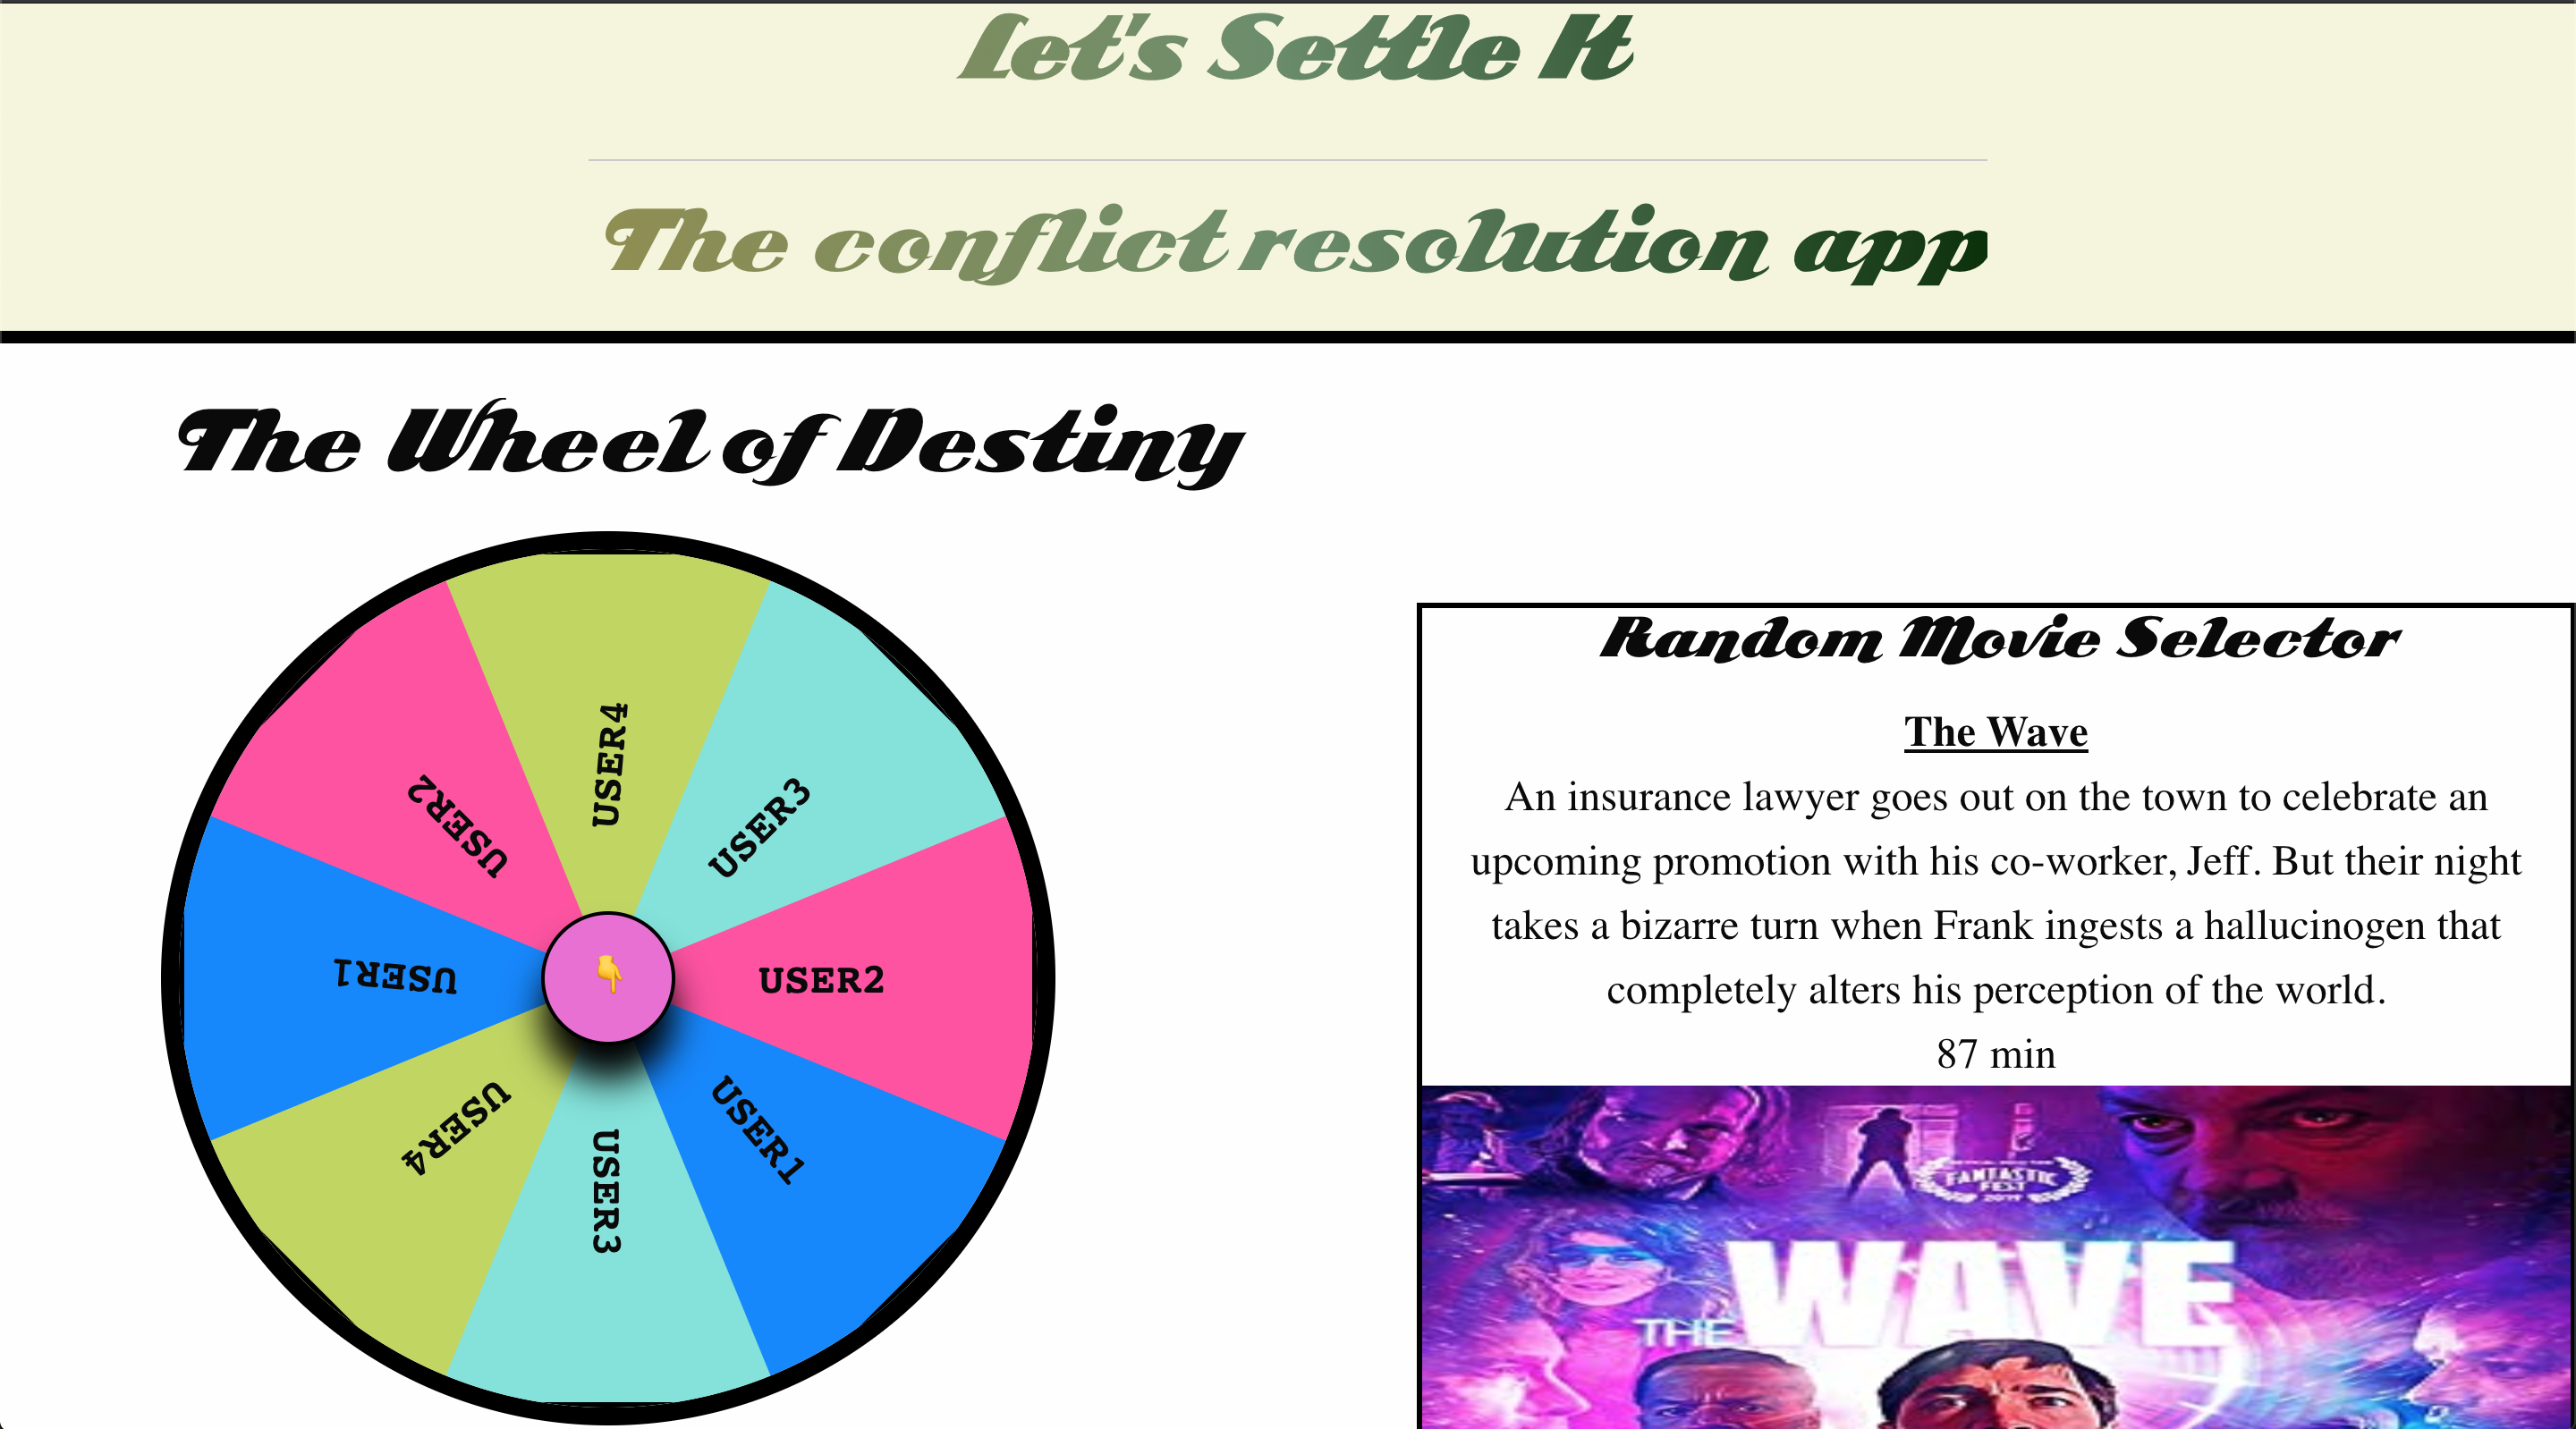 Let's Settle It
The conflict resolution app
The Wheel of Destiny
USER4
USER3
USER2
USER1
USER3
USER4
USER1
USER2
Random Movie Selector
The Wave
An insurance lawyer goes out on the town to celebrate an
upcoming promotion with his co-worker, Jeff. But their night
takes a bizarre turn when Frank ingests a hallucinogen that
completely alters his perception of the world.
87 min
FANTASTIC
FEST
2019
THE WAVE